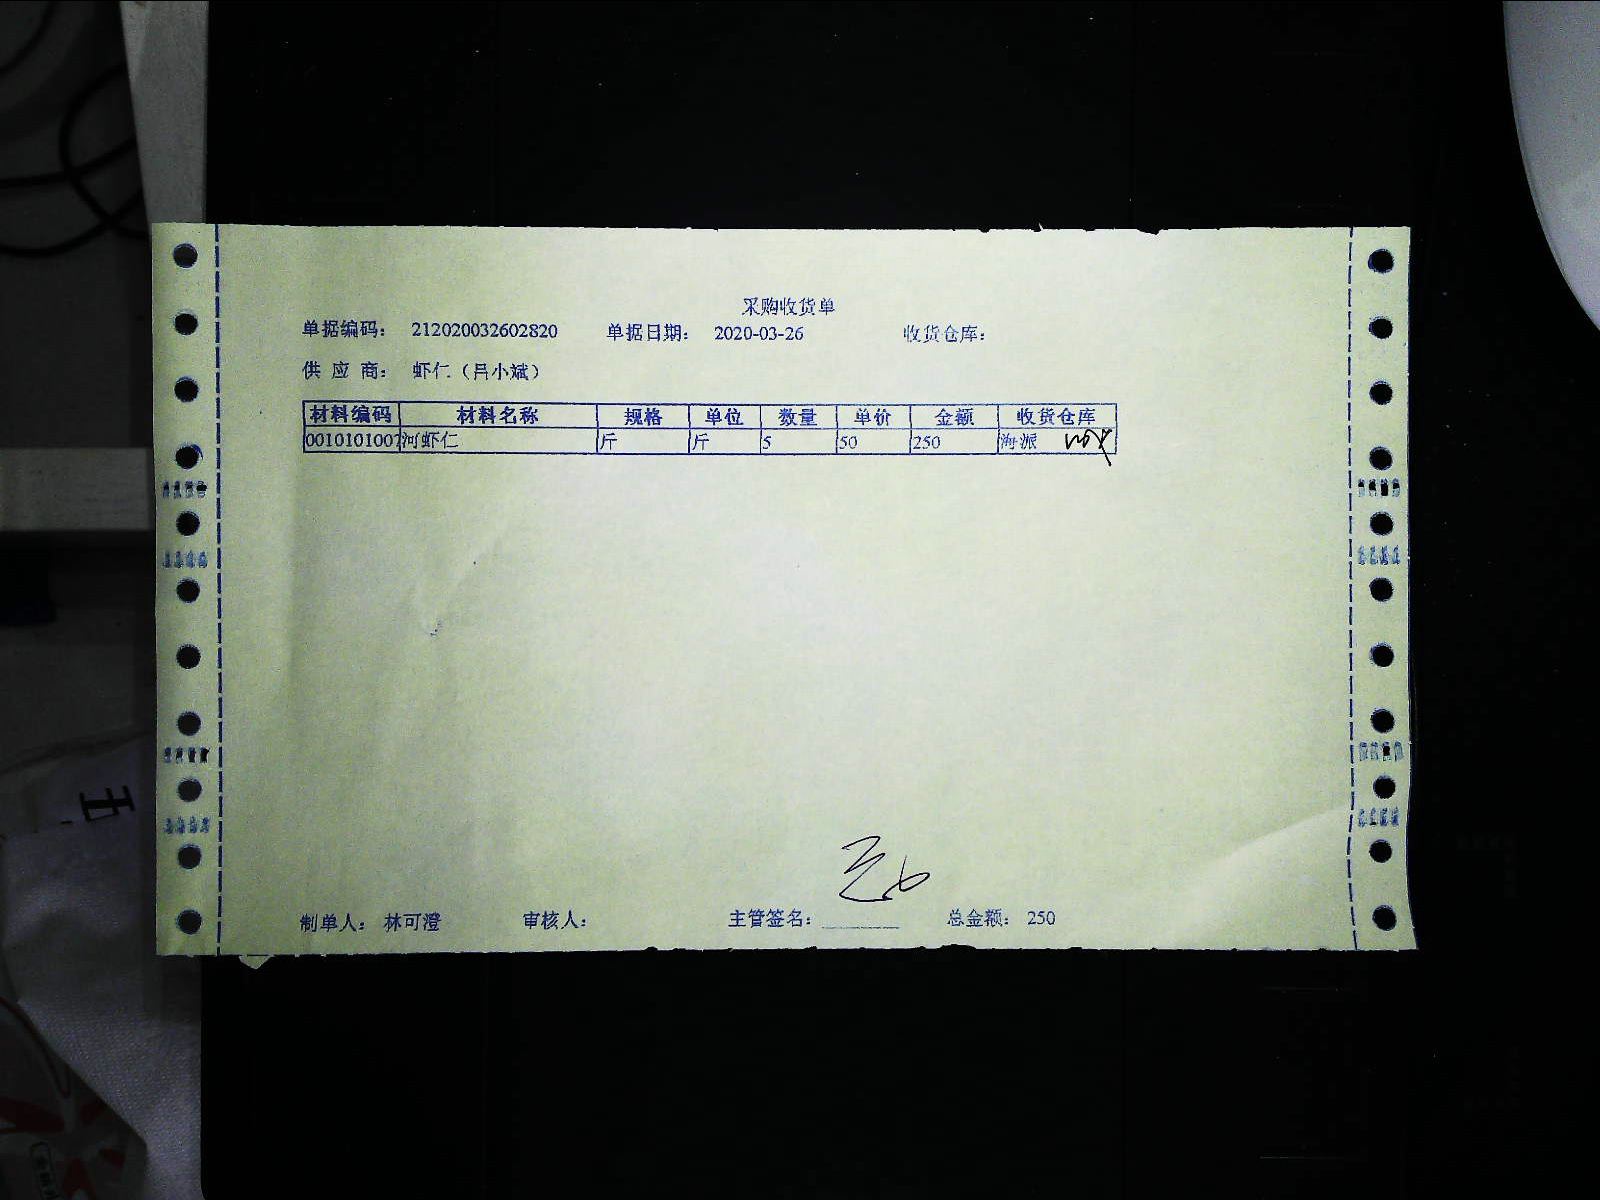 采购收货单
单据编码： 212020032602820 单据日期： 2020-03-26 收货仓库：
供 应 商： 虾仁（吕小斌）
材料编码 材料名称 规格 单位 数量 单价 金额 收货仓库
0010101007 河虾仁 斤 斤 5 50 250 海派
制单人： 林可澄 审核人： 主管签名： 总金额： 250